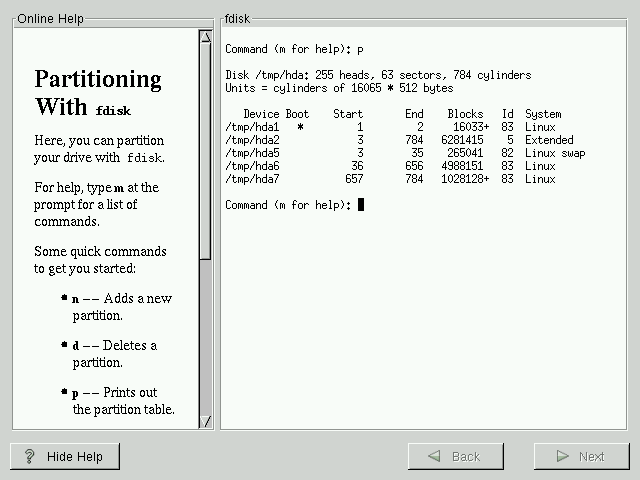 Online Help
Partitioning
With fdisk
Here, you can partition
your drive with fdisk.
For help, type m at the
prompt for a list of
commands.
Some quick commands
to get you started:
* n -- Adds a new
partition.
* d -- Deletes a
partition.
* p -- Prints out
the partition table.
fdisk
Command (m for help): p
Disk /tmp/hda: 255 heads, 63 sectors, 784 cylinders
Units = cylinders of 16065 * 512 bytes
Device Boot Start End Blocks Id System
/tmp/hda1 * 1 2 16033+ 83 Linux
/tmp/hda2 3 784 6281415 5 Extended
/tmp/hda5 3 35 265041 82 Linux swap
/tmp/hda6 36 656 4988151 83 Linux
/tmp/hda7 657 784 1028128+ 83 Linux
Command (m for help):
? Hide Help
Back
Next